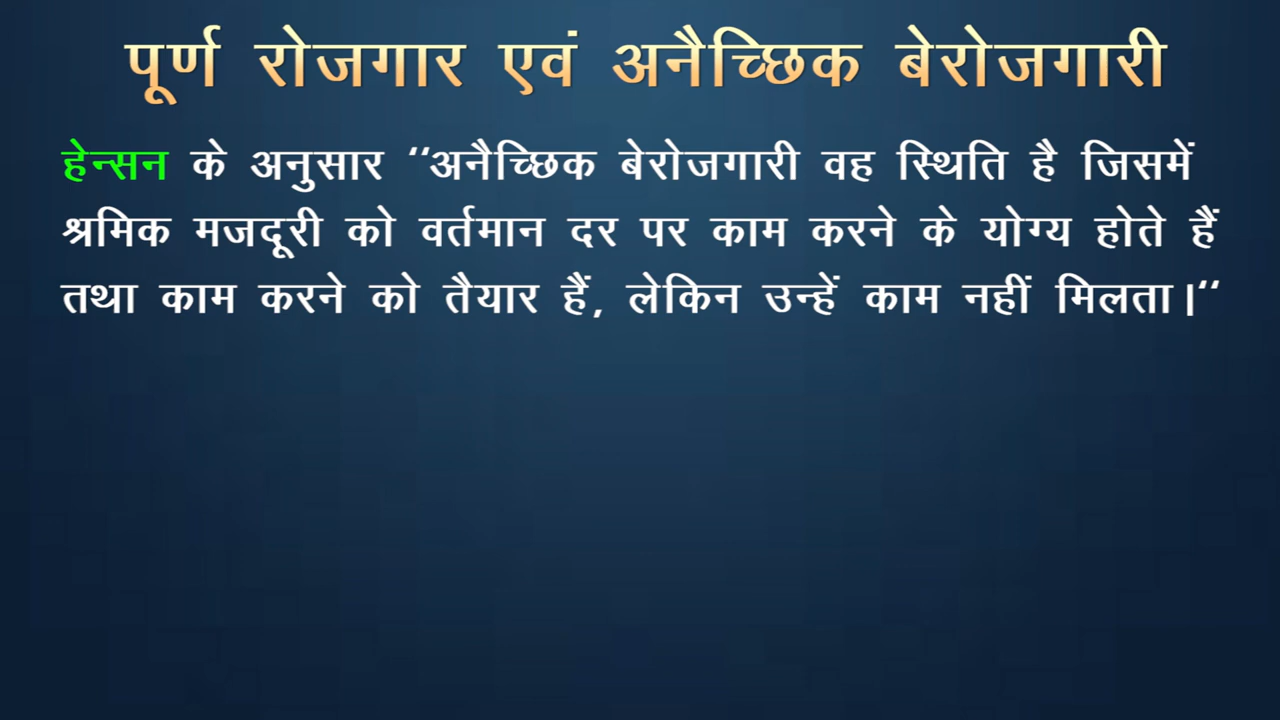 पूर्ण रोजगार एवं अनैच्छिक बेरोजगारी
हेन्सन के अनुसार ‘‘अनैच्छिक बेरोजगारी वह स्थिति है जिसमें
श्रमिक मजदूरी को वर्तमान दर पर काम करने के योग्य होते हैं
तथा काम करने को तैयार हैं, लेकिन उन्हें काम नहीं मिलता।‘‘